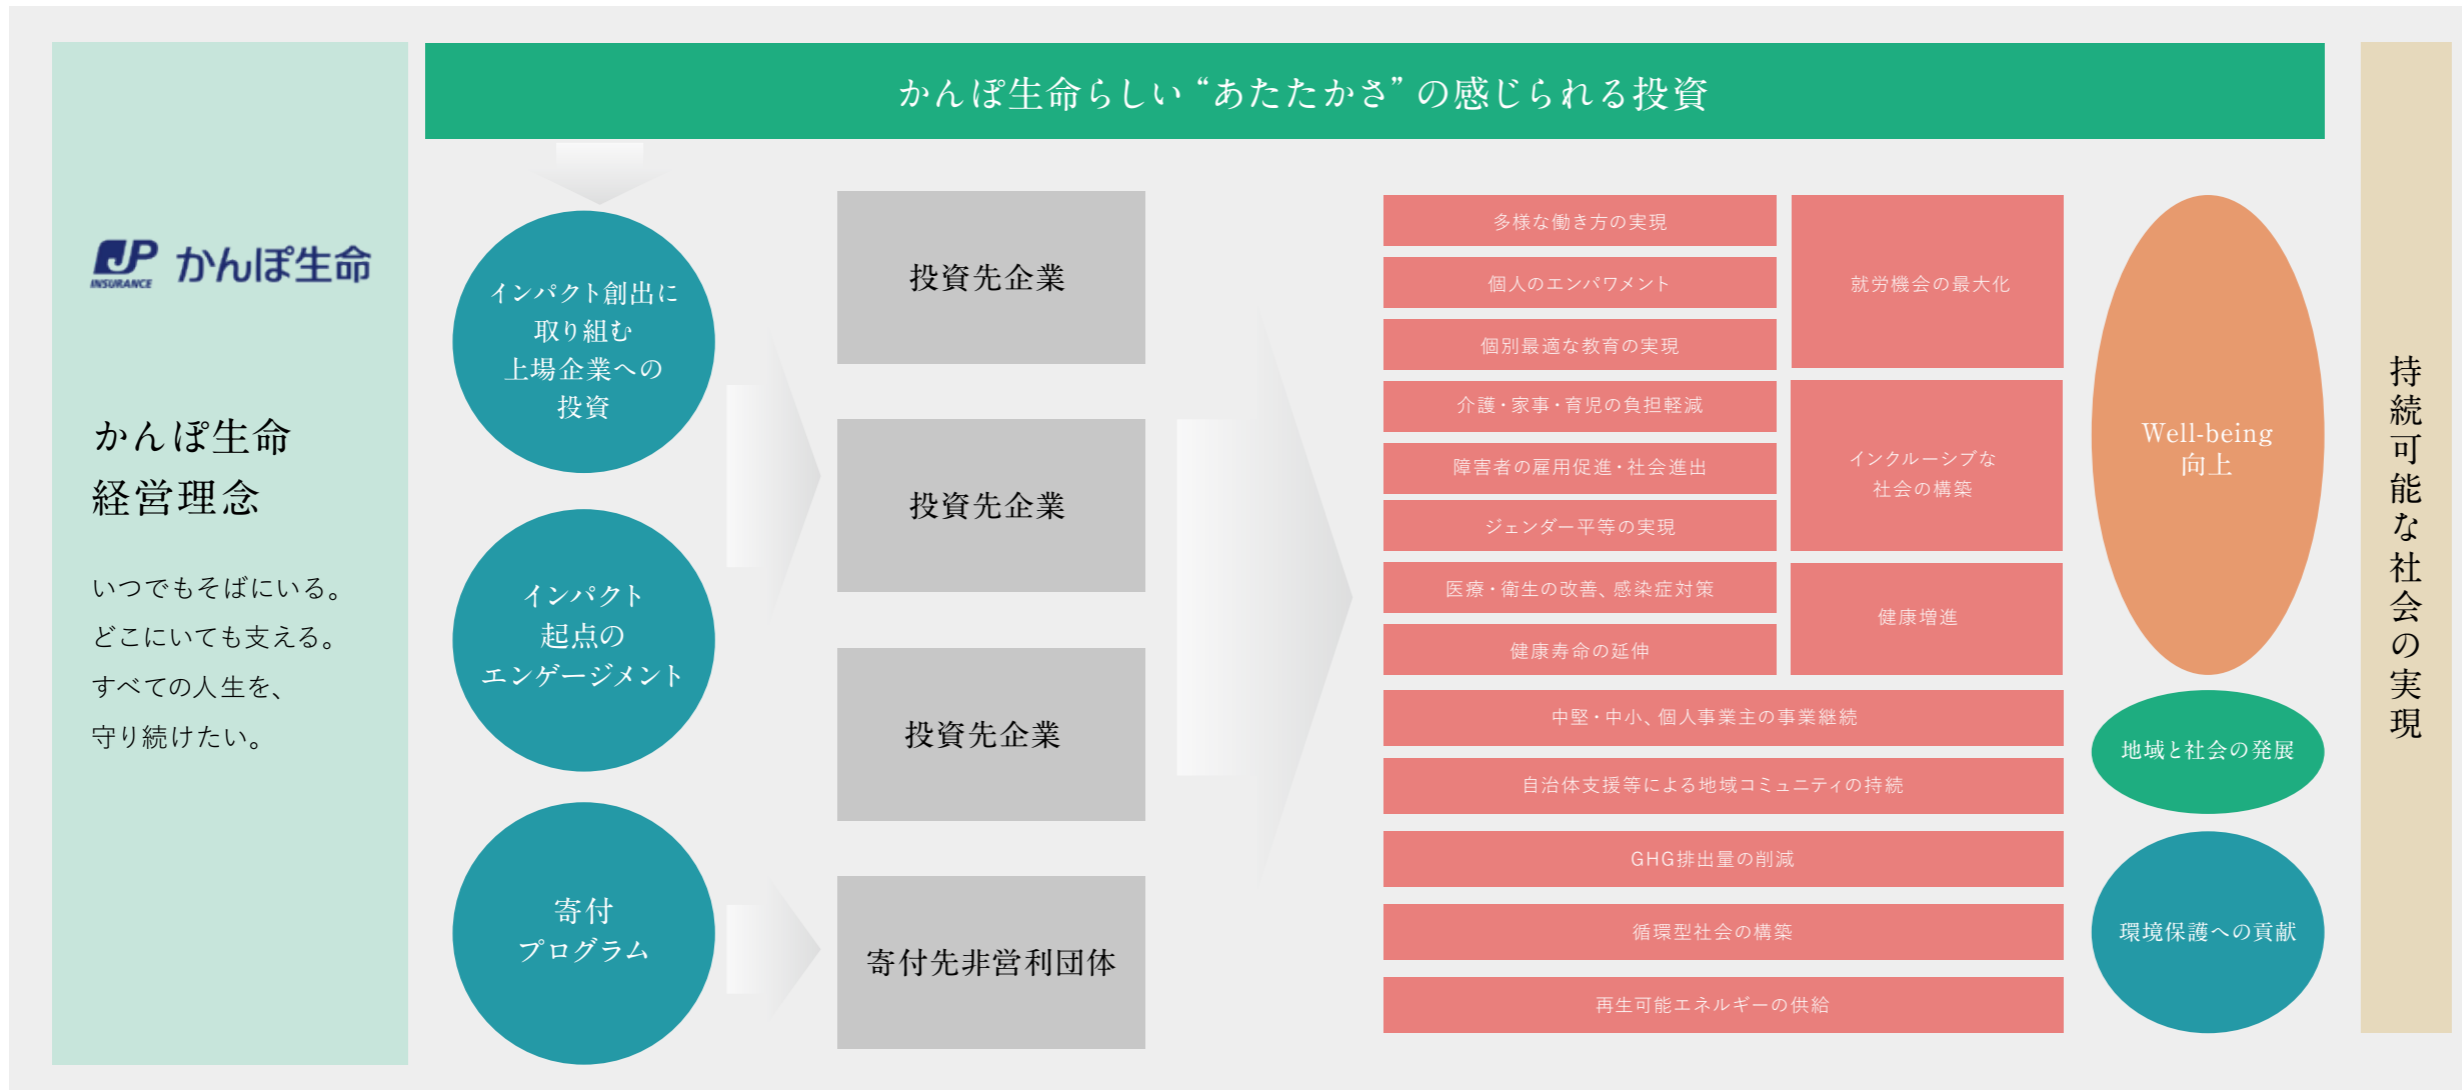 かんぽ生命らしい“あたたかさ”の感じられる投資
JP INSURANCE かんぽ生命
かんぽ生命
経営理念
いつでもそばにいる。
どこにいても支える。
すべての人生を、
守り続けたい。
インパクト創出に
取り組む
上場企業への
投資
インパクト
起点の
エンゲージメント
寄付
プログラム
投資先企業
投資先企業
投資先企業
寄付先非営利団体
多様な働き方の実現
個人のエンパワメント
個別最適な教育の実現
介護・家事・育児の負担軽減
障害者の雇用促進・社会進出
ジェンダー平等の実現
医療・衛生の改善、感染症対策
健康寿命の延伸
就労機会の最大化
インクルーシブな
社会の構築
健康増進
中堅・中小、個人事業主の事業継続
自治体支援等による地域コミュニティの持続
GHG排出量の削減
循環型社会の構築
再生可能エネルギーの供給
Well-being
向上
地域と社会の発展
環境保護への貢献
持続可能な社会の実現